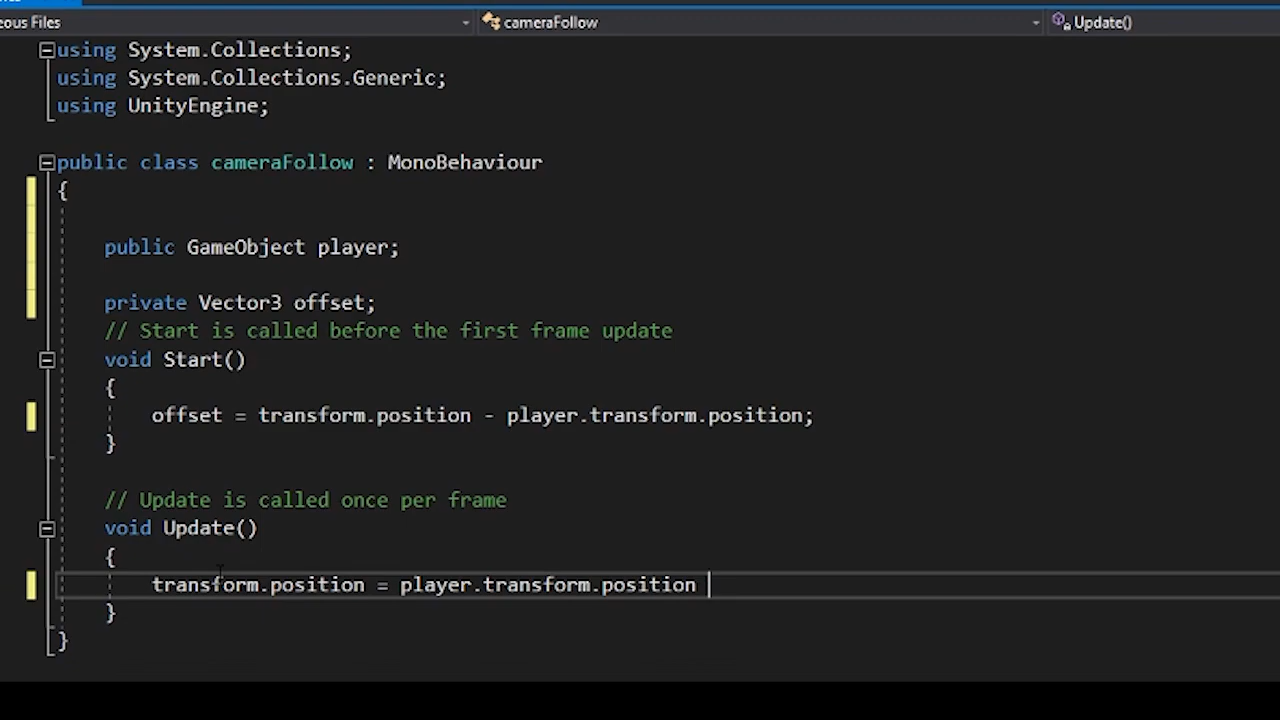 eous Files
cameraFollow
Update()
using System.Collections;
using System.Collections.Generic;
using UnityEngine;
public class cameraFollow : MonoBehaviour
{
public GameObject player;
private Vector3 offset;
// Start is called before the first frame update
void Start()
{
offset = transform.position - player.transform.position;
}
// Update is called once per frame
void Update()
{
transform.position = player.transform.position
}
}